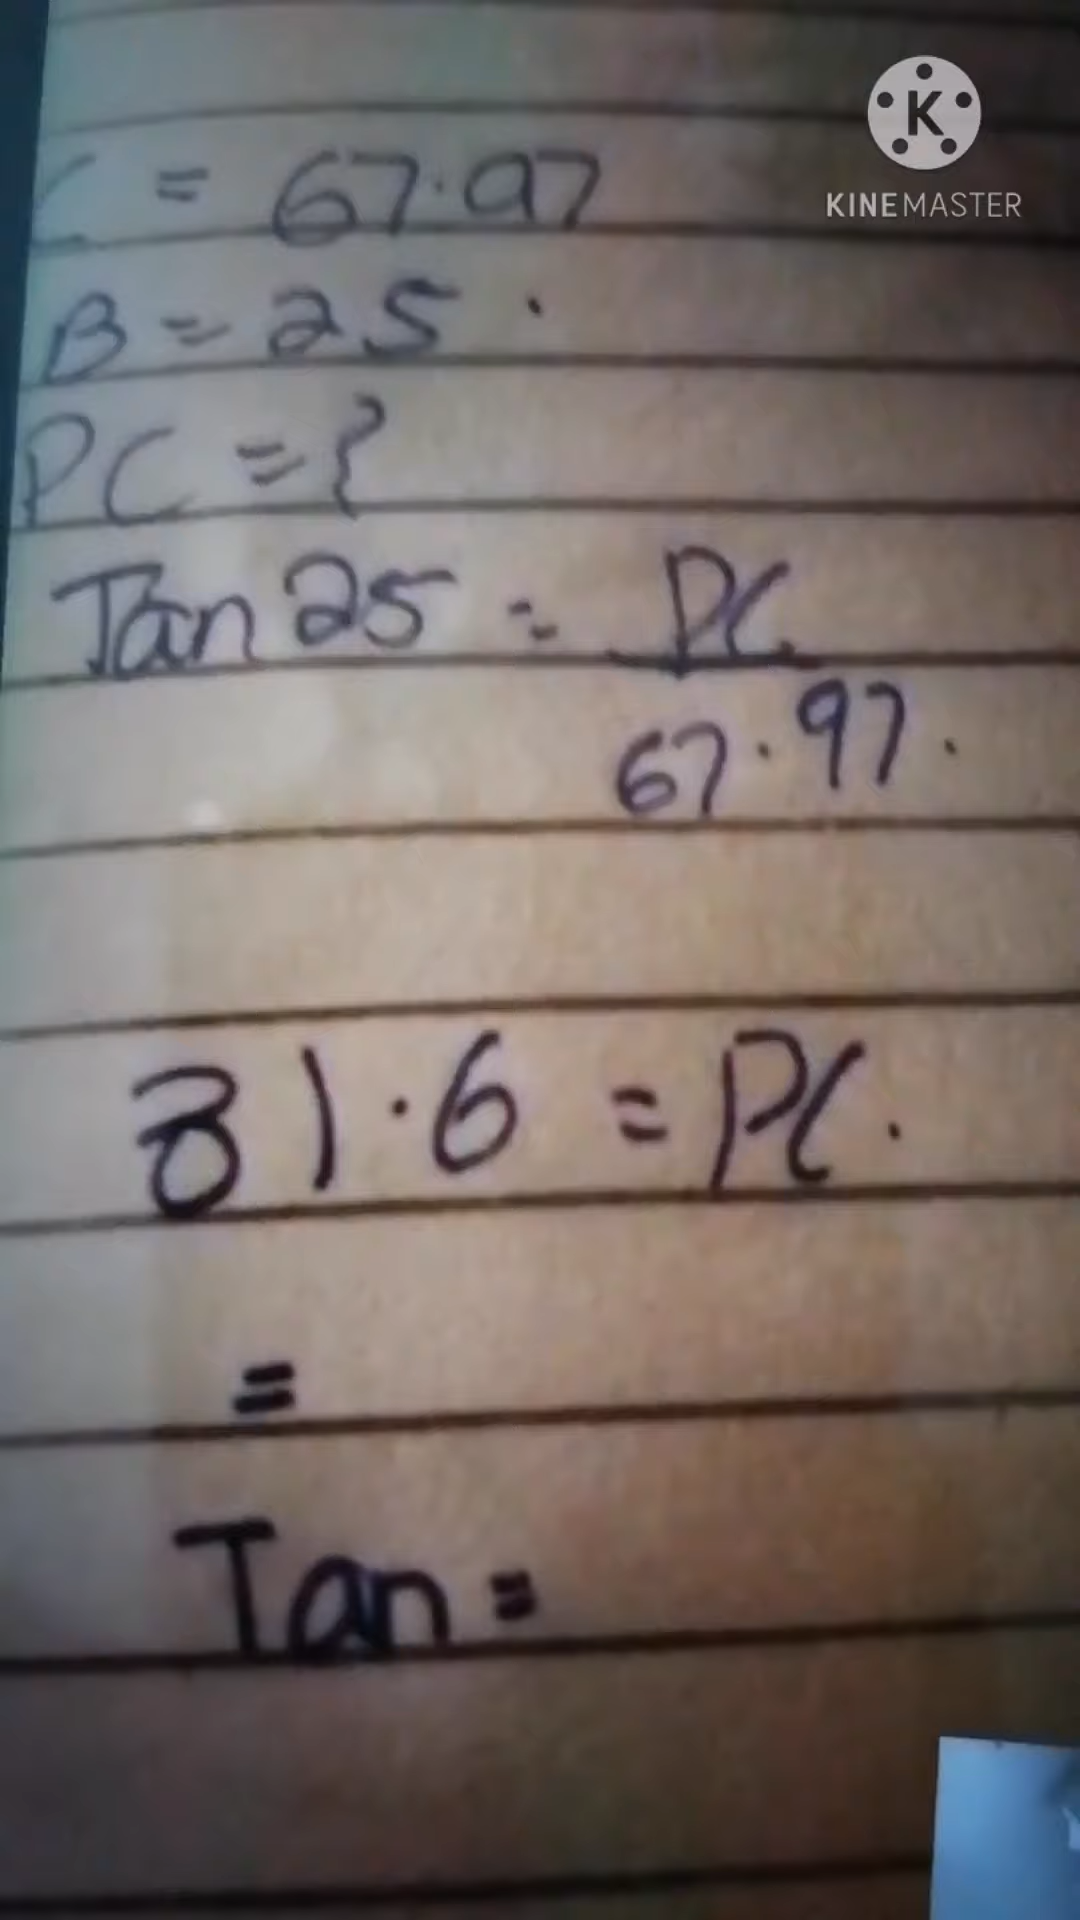 K
KINEMASTER
C = 67.97
B = 25.
PC = ?
Tan 25 = PC
67.97.
31.6 = PC.
=
Tan =